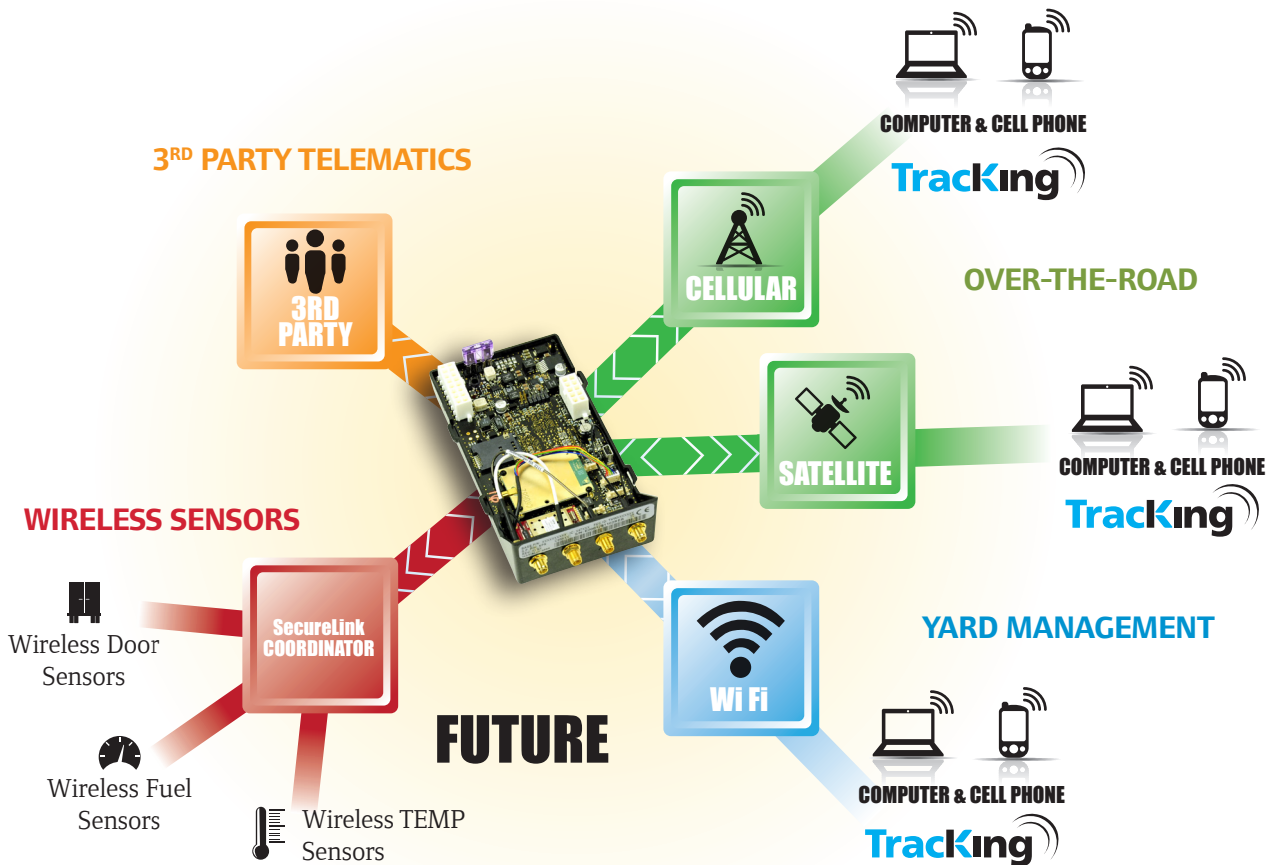 COMPUTER & CELL PHONE
TracKing
3RD PARTY TELEMATICS
CELLULAR
OVER-THE-ROAD
3RD
PARTY
SATELLITE
COMPUTER & CELL PHONE
TracKing
WIRELESS SENSORS
SecureLink
COORDINATOR
Wireless Door
Sensors
YARD MANAGEMENT
Wi Fi
FUTURE
Wireless Fuel
Sensors
COMPUTER & CELL PHONE
TracKing
Wireless TEMP
Sensors